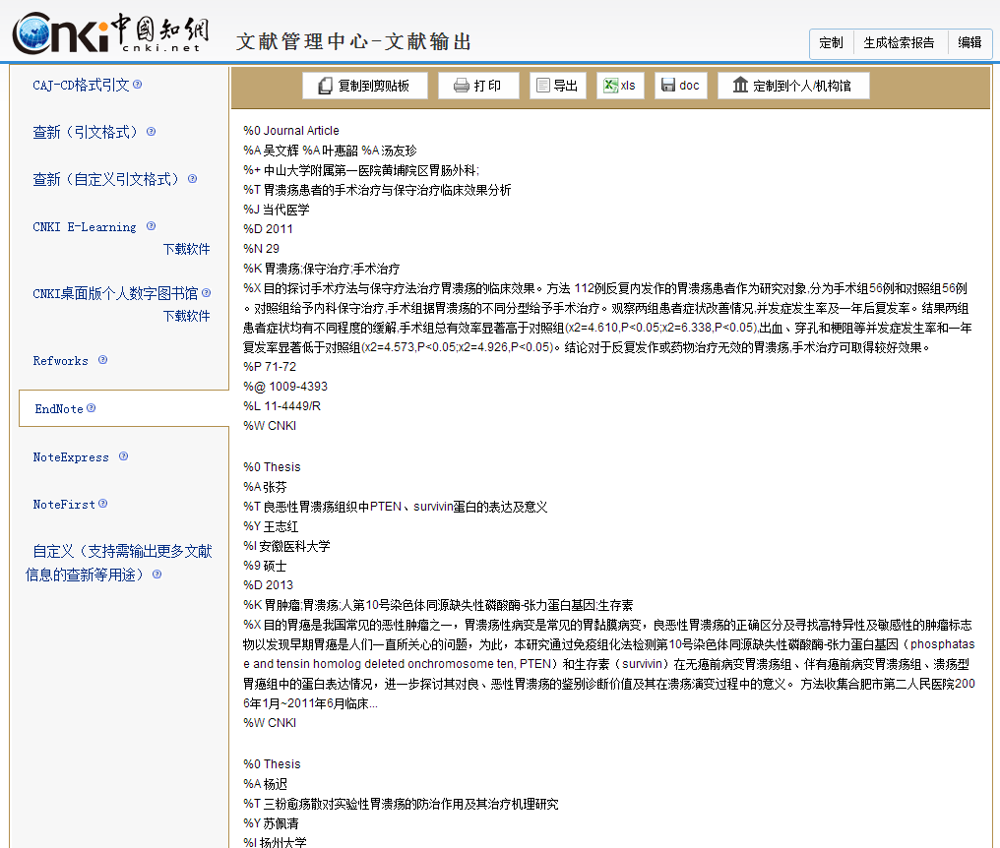 Cnki中國知網
cnki.net
文献管理中心-文献输出
定制 生成检索报告 编辑
CAJ-CD格式引文
查新（引文格式）
查新（自定义引文格式）
CNKI E-Learning
下载软件
CNKI桌面版个人数字图书馆
下载软件
Refworks
EndNote
NoteExpress
NoteFirst
自定义（支持需输出更多文献
信息的查新等用途）
复制到剪贴板 打印 导出 xls doc 定制到个人/机构馆
%0 Journal Article
%A 吴文辉 %A 叶惠韶 %A 汤友珍
%+ 中山大学附属第一医院黄埔院区胃肠外科;
%T 胃溃疡患者的手术治疗与保守治疗临床效果分析
%J 当代医学
%D 2011
%N 29
%K 胃溃疡;保守治疗;手术治疗
%X 目的探讨手术疗法与保守疗法治疗胃溃疡的临床效果。方法 112例反复内发作的胃溃疡患者作为研究对象,分为手术组56例和对照组56例
。对照组给予内科保守治疗,手术组据胃溃疡的不同分型给予手术治疗。观察两组患者症状改善情况,并发症发生率及一年后复发率。结果两组
患者症状均有不同程度的缓解,手术组总有效率显著高于对照组(x2=4.610,P<0.05;x2=6.338,P<0.05),出血、穿孔和梗阻等并发症发生率和一年
复发率显著低于对照组(x2=4.573,P<0.05;x2=4.926,P<0.05)。结论对于反复发作或药物治疗无效的胃溃疡,手术治疗可取得较好效果。
%P 71-72
%@ 1009-4393
%L 11-4449/R
%W CNKI
%0 Thesis
%A 张芬
%T 良恶性胃溃疡组织中PTEN、survivin蛋白的表达及意义
%Y 王志红
%I 安徽医科大学
%9 硕士
%D 2013
%K 胃肿瘤;胃溃疡;人第10号染色体同源缺失性磷酸酶-张力蛋白基因;生存素
%X 目的胃癌是我国常见的恶性肿瘤之一，胃溃疡性病变是常见的胃黏膜病变，良恶性胃溃疡的正确区分及寻找高特异性及敏感性的肿瘤标志
物以发现早期胃癌是人们一直所关心的问题，为此，本研究通过免疫组化法检测第10号染色体同源缺失性磷酸酶-张力蛋白基因（phosphatas
e and tensin homolog deleted onchromosome ten, PTEN）和生存素（survivin）在无癌前病变胃溃疡组、伴有癌前病变胃溃疡组、溃疡型
胃癌组中的蛋白表达情况，进一步探讨其对良、恶性胃溃疡的鉴别诊断价值及其在溃疡演变过程中的意义。 方法收集合肥市第二人民医院200
6年1月~2011年6月临床...
%W CNKI
%0 Thesis
%A 杨迟
%T 三粉愈疡散对实验性胃溃疡的防治作用及其治疗机理研究
%Y 苏佩清
%I 扬州大学